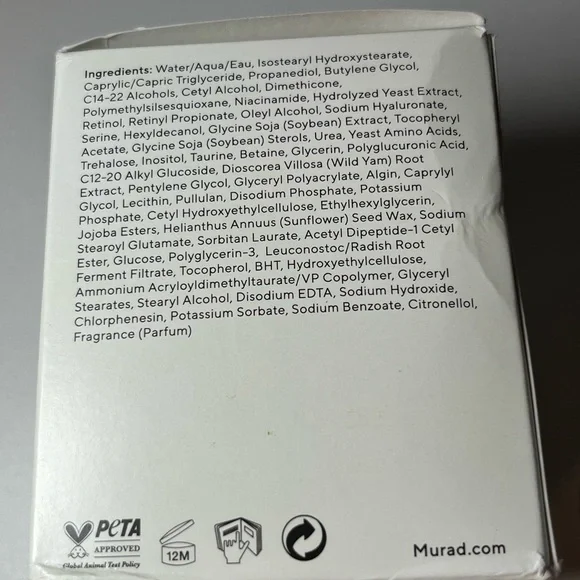 Ingredients: Water/Aqua/Eau, Isostearyl Hydroxystearate,
Caprylic/Capric Triglyceride, Propanediol, Butylene Glycol,
C14-22 Alcohols, Cetyl Alcohol, Dimethicone,
Polymethylsilsesquioxane, Niacinamide, Hydrolyzed Yeast Extract,
Retinol, Retinyl Propionate, Oleyl Alcohol, Sodium Hyaluronate,
Serine, Hexyldecanol, Glycine Soja (Soybean) Extract, Tocopheryl
Acetate, Glycine Soja (Soybean) Sterols, Urea, Yeast Amino Acids,
Trehalose, Inositol, Taurine, Betaine, Glycerin, Polyglucuronic Acid,
C12-20 Alkyl Glucoside, Dioscorea Villosa (Wild Yam) Root
Extract, Pentylene Glycol, Glyceryl Polyacrylate, Algin, Caprylyl
Glycol, Lecithin, Pullulan, Disodium Phosphate, Potassium
Phosphate, Cetyl Hydroxyethylcellulose, Ethylhexylglycerin,
Jojoba Esters, Helianthus Annuus (Sunflower) Seed Wax, Sodium
Stearoyl Glutamate, Sorbitan Laurate, Acetyl Dipeptide-1 Cetyl
Ester, Glucose, Polyglycerin-3, Leuconostoc/Radish Root
Ferment Filtrate, Tocopherol, BHT, Hydroxyethylcellulose,
Ammonium Acryloyldimethyltaurate/VP Copolymer, Glyceryl
Stearates, Stearyl Alcohol, Disodium EDTA, Sodium Hydroxide,
Chlorphenesin, Potassium Sorbate, Sodium Benzoate, Citronellol,
Fragrance (Parfum)
PETA
APPROVED
Global Animal Test Policy
12M
Murad.com